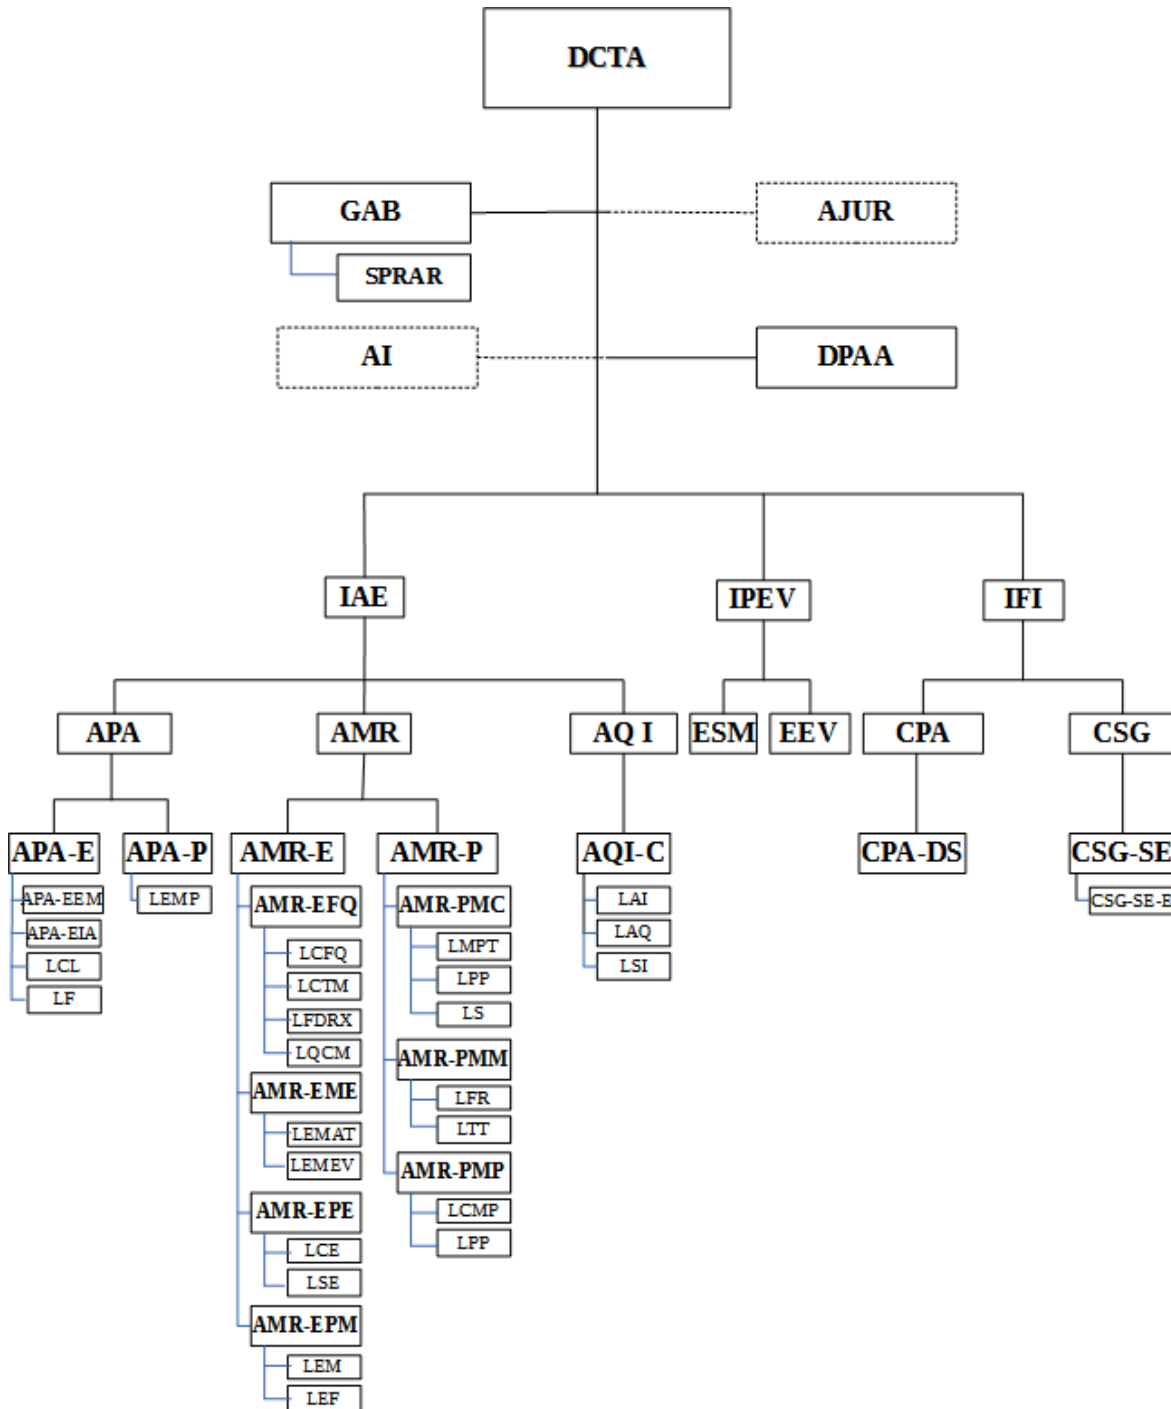 DCTA
GAB
AJUR
SPRAR
AI
DPAA
IAE
IPEV
IFI
APA
AMR
AQ I
ESM
EEV
CPA
CSG
APA-E
APA-P
AMR-E
AMR-P
AQI-C
CPA-DS
CSG-SE
APA-EEM
APA-EIA
LCL
LF
LEMP
AMR-EFQ
LCFQ
LCTM
LFDRX
LQCM
AMR-EME
LEMAT
LEMEV
AMR-EPE
LCE
LSE
AMR-EPM
LEM
LEF
AMR-PMC
LMPT
LPP
LS
AMR-PMM
LFR
LTT
AMR-PMP
LCMP
LPP
LAI
LAQ
LSI
CSG-SE-E